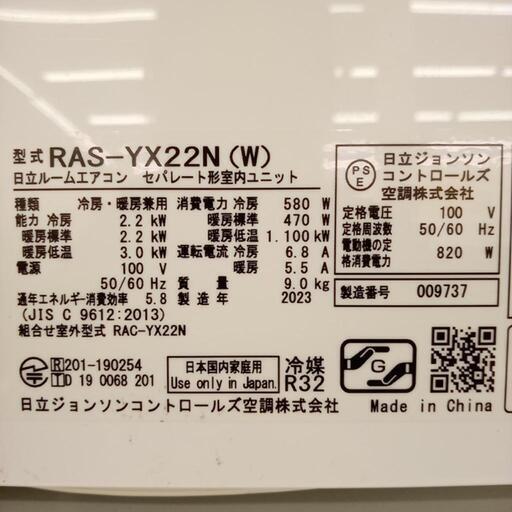 型式 RAS-YX22N (W)
日立ルームエアコン セパレート形室内ユニット
種類 冷房・暖房兼用
能力 冷房 2.2 kW
暖房標準 2.2 kW
暖房低温 3.0 kW
電源 100 V
50/60 Hz
通年エネルギー消費効率 5.8
(JIS C 9612:2013)
組合せ室外型式 RAC-YX22N
消費電力 冷房 580 W
暖房標準 470 W
暖房低温 1.100 kW
運転電流 冷房 6.8 A
暖房 5.5 A
質量 9.0 kg
製造年 2023
PS
E
日立ジョンソン
コントロールズ
空調株式会社
定格電圧 100 V
定格周波数 50/60 Hz
電動機の定
格消費電力 820 W
製造番号 009737
R 201-190254
D 19 0068 201
日本国内家庭用
Use only in Japan.
冷媒
R32
G
日立ジョンソンコントロールズ空調株式会社
Made in China